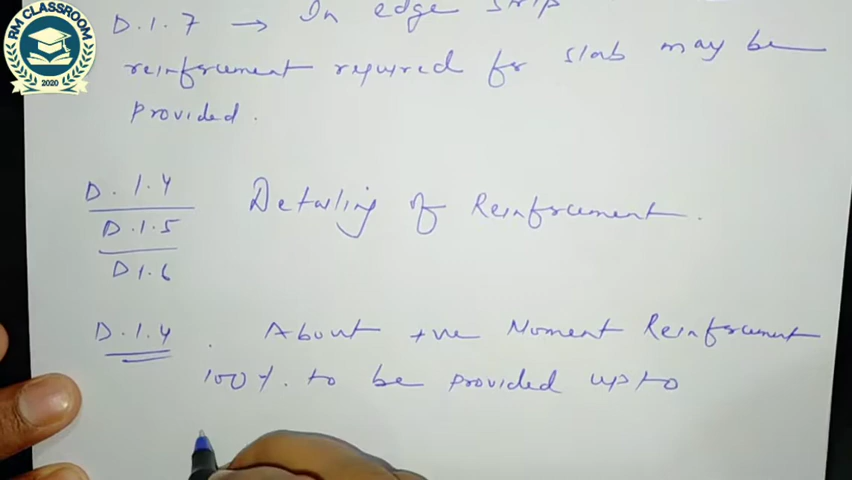 RM CLASSROOM
2020
D.1.7 → In edge strip
reinforcement required for slab may be
provided.
D.1.4
D.1.5
D1.6
Detailing of Reinforcement.
D.1.4. About +ve Moment Reinforcement
100%. to be provided upto